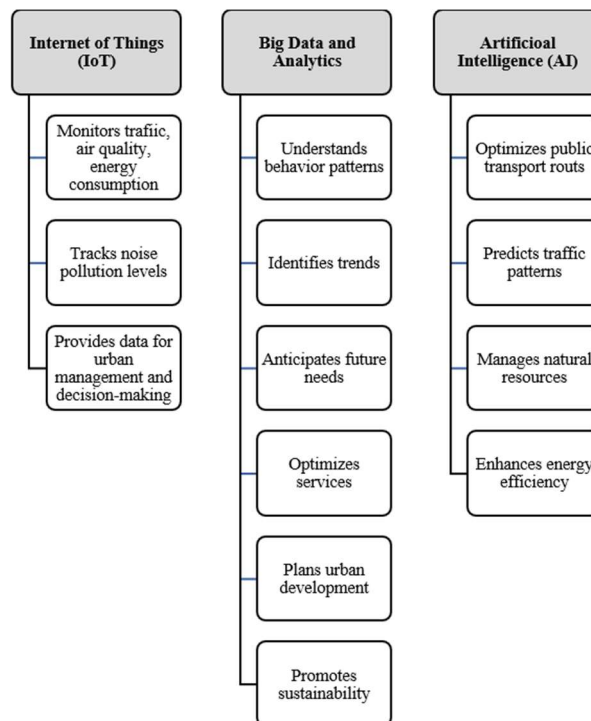 Internet of Things
(IoT)
Monitors trafiic,
air quality,
energy
consumption
Tracks noise
pollution levels
Provides data for
urban
management and
decision-making
Big Data and
Analytics
Understands
behavior patterns
Identifies trends
Anticipates future
needs
Optimizes
services
Plans urban
development
Promotes
sustainability
Artificioal
Intelligence (AI)
Optimizes public
transport routs
Predicts traffic
patterns
Manages natural
resources
Enhances energy
efficiency